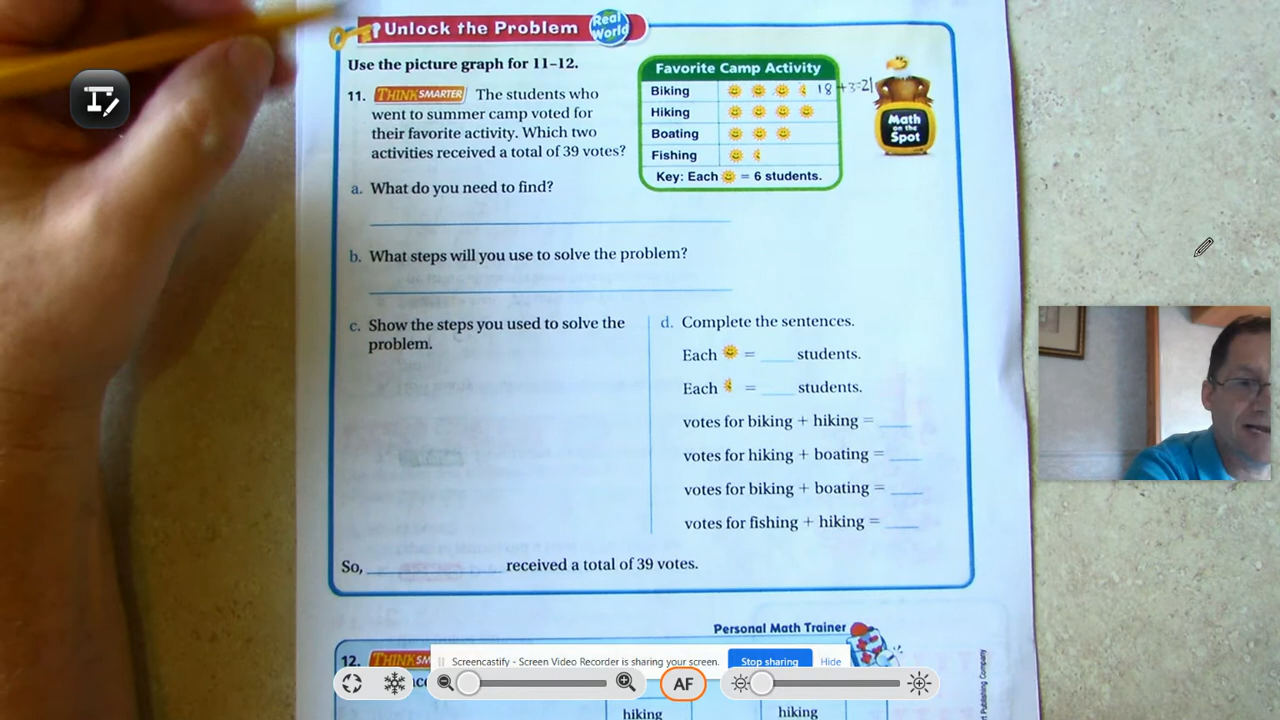 Unlock the Problem
Real World
Use the picture graph for 11–12.
11. THINK SMARTER The students who
went to summer camp voted for
their favorite activity. Which two
activities received a total of 39 votes?
Favorite Camp Activity
Biking 18 +3=21
Hiking
Boating
Fishing
Key: Each = 6 students.
Math
on the
Spot
a. What do you need to find?
b. What steps will you use to solve the problem?
c. Show the steps you used to solve the
problem.
d. Complete the sentences.
Each = ____ students.
Each = ____ students.
votes for biking + hiking = ____
votes for hiking + boating = ____
votes for biking + boating = ____
votes for fishing + hiking = ____
So, ____ received a total of 39 votes.
Personal Math Trainer
12.
Screencastify - Screen Video Recorder is sharing your screen.
Stop sharing
Hide
AF
hiking
hiking
Publishing Company